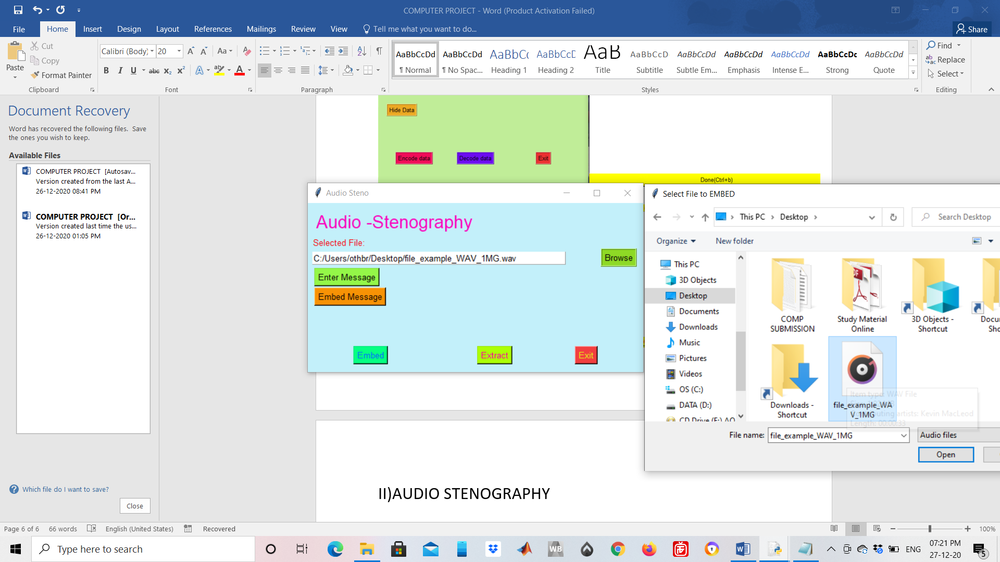 COMPUTER PROJECT - Word (Product Activation Failed)
File Home Insert Design Layout References Mailings Review View Tell me what you want to do... Share
Paste
Cut
Copy
Format Painter
Clipboard
Calibri (Body) 20
Font
Paragraph
AaBbCcDd AaBbCcDd AaBbCc AaBbCcC AaB AaBbCcD AaBbCcDd AaBbCcDd AaBbCcDd AaBbCcDc AaBbCcDd
¶ Normal ¶ No Spac... Heading 1 Heading 2 Title Subtitle Subtle Em... Emphasis Intense E... Strong Quote
Styles
Find
Replace
Select
Editing
Document Recovery
Word has recovered the following files. Save
the ones you wish to keep.
Available Files
COMPUTER PROJECT [Autosav...
Version created from the last A...
26-12-2020 08:41 PM
COMPUTER PROJECT [Or...
Version created last time the us...
26-12-2020 01:05 PM
Which file do I want to save?
Close
Hide Data
Encode data Decode data Exit
Done(Ctrl+b)
Audio Steno
Audio -Stenography
Selected File:
C:/Users/othbr/Desktop/file_example_WAV_1MG.wav
Browse
Enter Message
Embed Message
Embed Extract Exit
Select File to EMBED
This PC Desktop
Search Desktop
Organize New folder
This PC
3D Objects
Desktop
Documents
Downloads
Music
Pictures
Videos
OS (C:)
DATA (D:)
CD Drive (F:) AO
COMP
SUBMISSION
Study Material
Online
3D Objects -
Shortcut
Docu
Sho
Downloads -
Shortcut
file_example_WA
V_1MG
Item type: WAV File
Contributing artists: Kevin MacLeod
Length: 00:00:33
File name: file_example_WAV_1MG
Audio files
Open
II)AUDIO STENOGRAPHY
Page 6 of 6 66 words English (United States) Recovered
100%
Type here to search
WB
ENG
07:21 PM
27-12-20
5